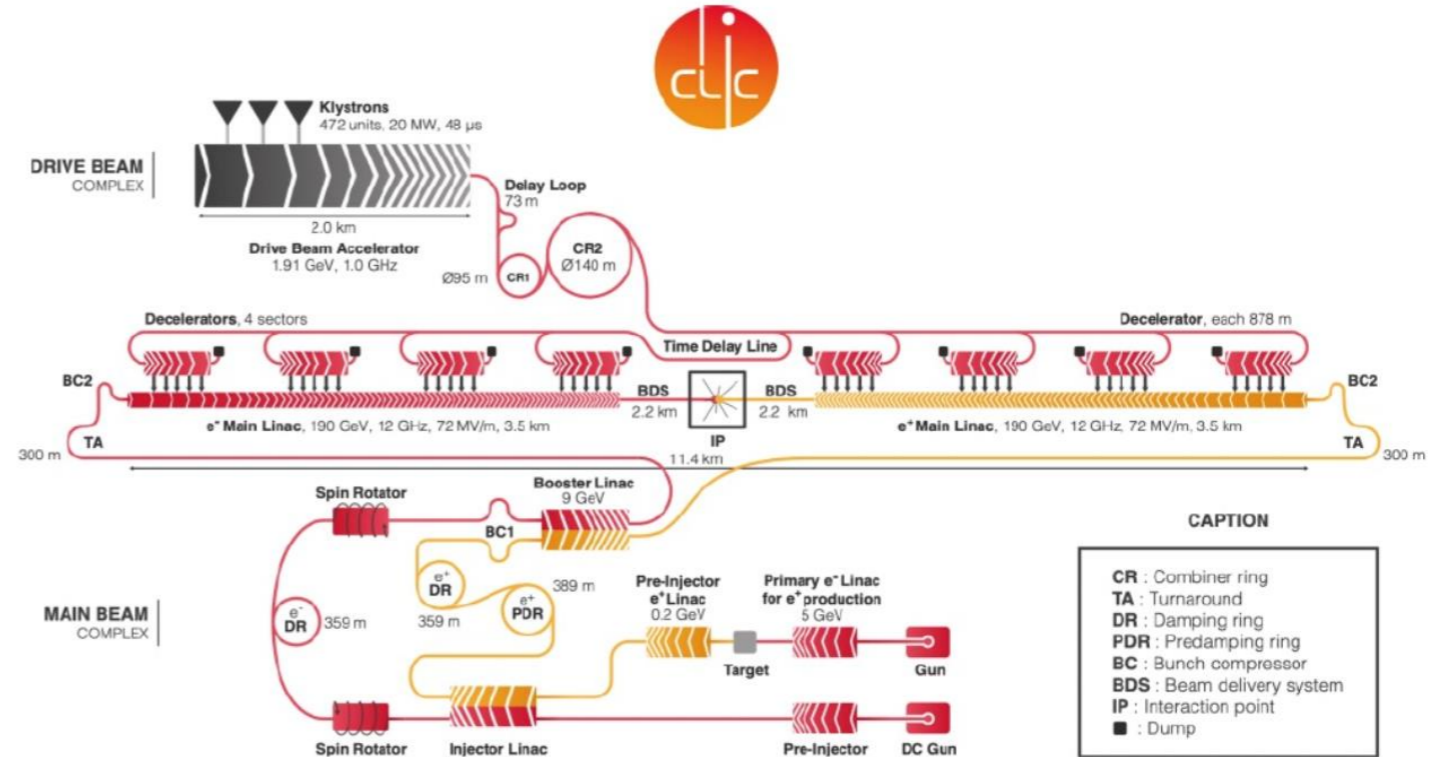 clic
Klystrons
472 units, 20 MW, 48 µs
DRIVE BEAM
COMPLEX
Delay Loop
73 m
2.0 km
Drive Beam Accelerator
1.91 GeV, 1.0 GHz
CR2
Ø140 m
Ø95 m
CR1
Decelerators, 4 sectors
Decelerator, each 878 m
Time Delay Line
BC2
BDS
2.2 km
BDS
2.2 km
BC2
e⁻ Main Linac, 190 GeV, 12 GHz, 72 MV/m, 3.5 km
IP
e⁺ Main Linac, 190 GeV, 12 GHz, 72 MV/m, 3.5 km
TA
300 m
TA
300 m
11.4 km
Spin Rotator
Booster Linac
9 GeV
BC1
CAPTION
CR : Combiner ring
TA : Turnaround
DR : Damping ring
PDR : Predamping ring
BC : Bunch compressor
BDS : Beam delivery system
IP : Interaction point
■ : Dump
MAIN BEAM
COMPLEX
e⁻
DR
359 m
e⁺
DR
359 m
e⁺
PDR
389 m
Pre-Injector
e⁺ Linac
0.2 GeV
Primary e⁻ Linac
for e⁺ production
5 GeV
Target
Gun
Spin Rotator
Injector Linac
Pre-Injector
DC Gun